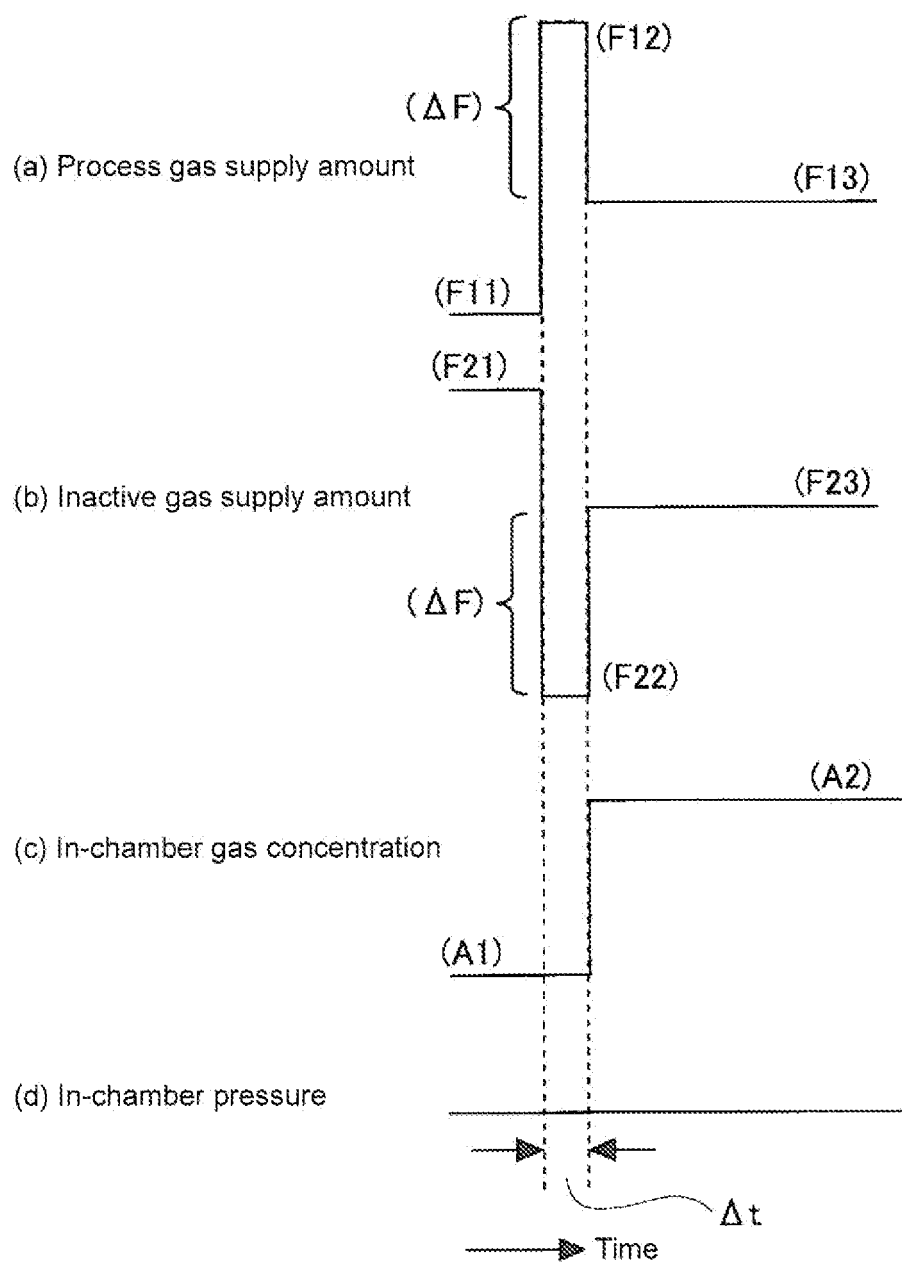 (F12)
(ΔF)
(a) Process gas supply amount
(F13)
(F11)
(F21)
(b) Inactive gas supply amount
(F23)
(ΔF)
(F22)
(A2)
(c) In-chamber gas concentration
(A1)
(d) In-chamber pressure
Δt
Time